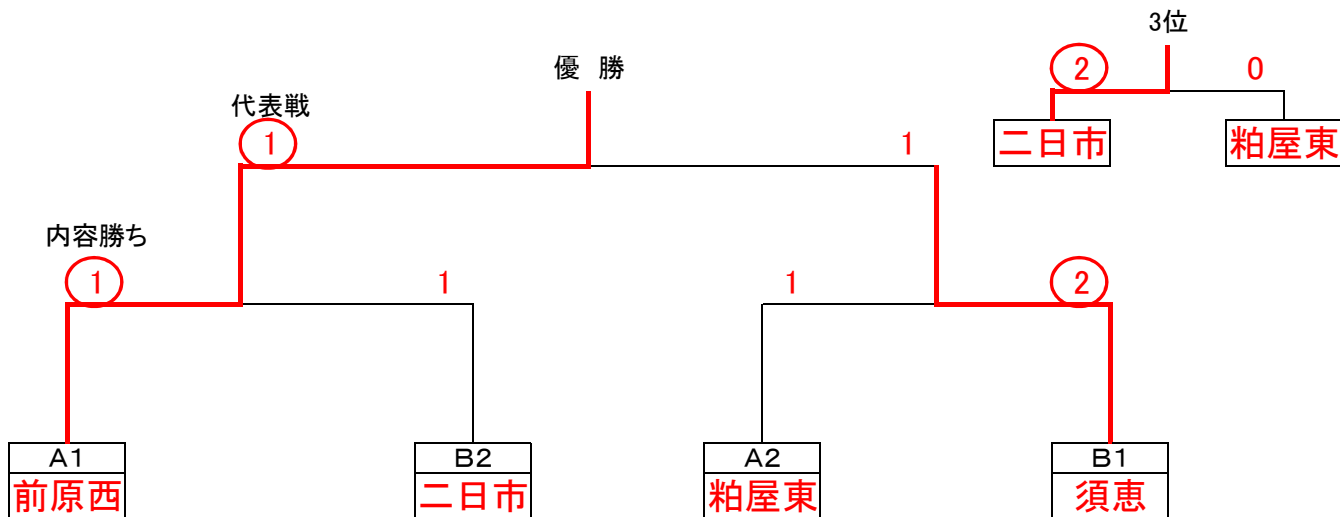 3位
優 勝
② 0
代表戦
① 1
二日市 粕屋東
内容勝ち
① 1 1 ②
A1 B2 A2 B1
前原西 二日市 粕屋東 須恵